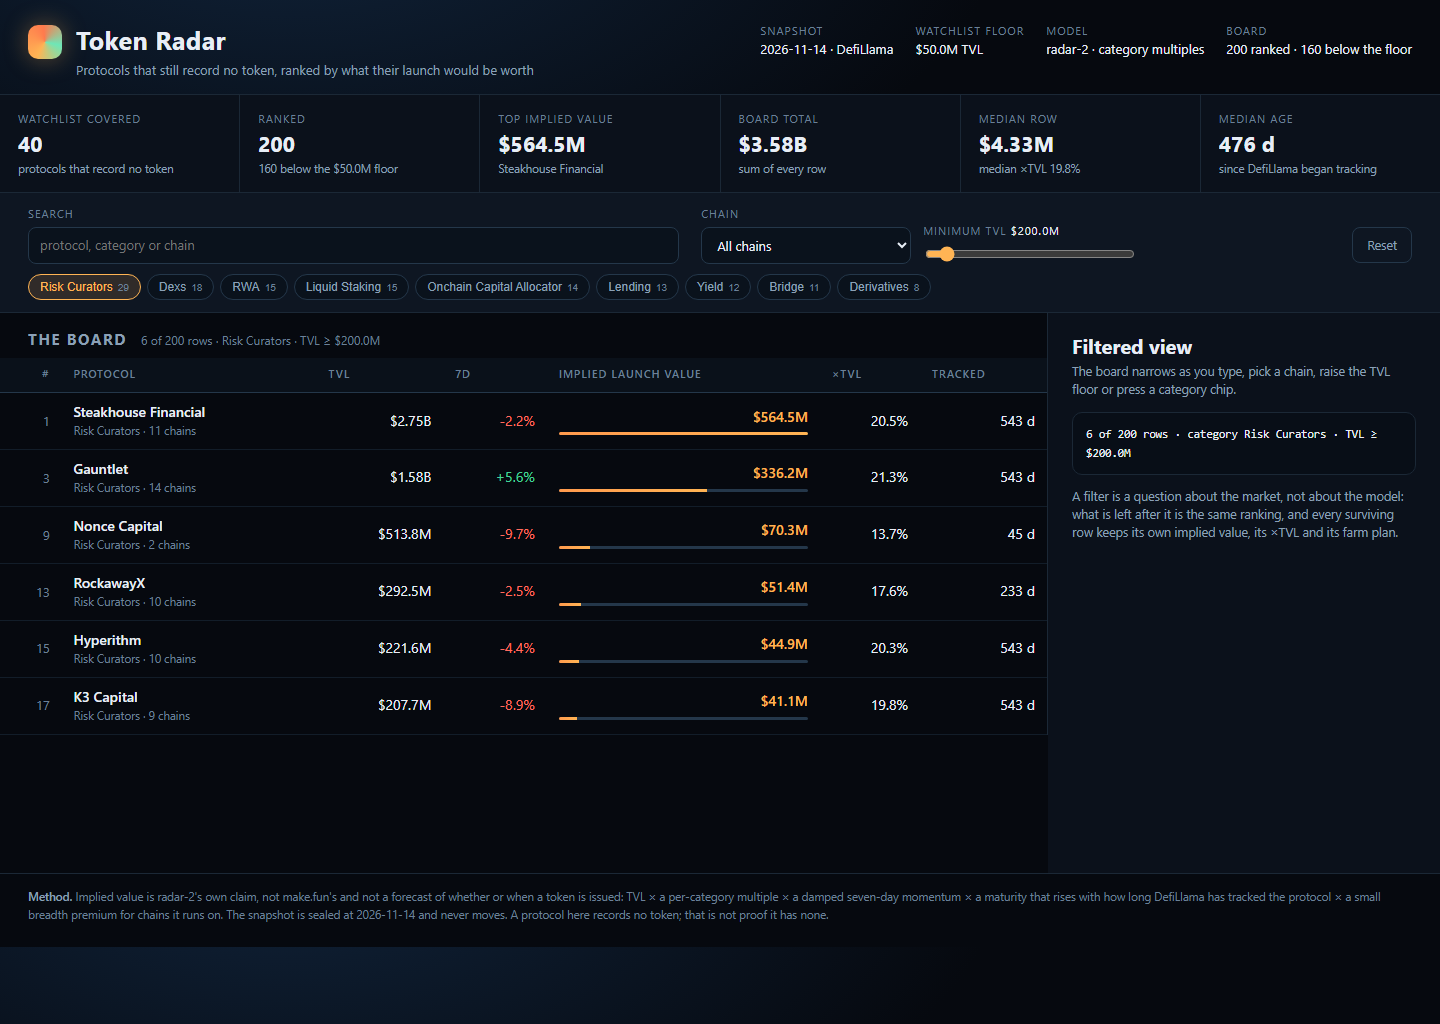 Token Radar
Protocols that still record no token, ranked by what their launch would be worth
SNAPSHOT
2026-11-14 · DefiLlama
WATCHLIST FLOOR
$50.0M TVL
MODEL
radar-2 · category multiples
BOARD
200 ranked · 160 below the floor
WATCHLIST COVERED
40
protocols that record no token
RANKED
200
160 below the $50.0M floor
TOP IMPLIED VALUE
$564.5M
Steakhouse Financial
BOARD TOTAL
$3.58B
sum of every row
MEDIAN ROW
$4.33M
median ×TVL 19.8%
MEDIAN AGE
476 d
since DefiLlama began tracking
SEARCH
protocol, category or chain
CHAIN
All chains
MINIMUM TVL $200.0M
Reset
Risk Curators 29
Dexs 18
RWA 15
Liquid Staking 15
Onchain Capital Allocator 14
Lending 13
Yield 12
Bridge 11
Derivatives 8
THE BOARD 6 of 200 rows · Risk Curators · TVL ≥ $200.0M
# PROTOCOL TVL 7D IMPLIED LAUNCH VALUE ×TVL TRACKED
1 Steakhouse Financial $2.75B -2.2% $564.5M 20.5% 543 d
Risk Curators · 11 chains
3 Gauntlet $1.58B +5.6% $336.2M 21.3% 543 d
Risk Curators · 14 chains
9 Nonce Capital $513.8M -9.7% $70.3M 13.7% 45 d
Risk Curators · 2 chains
13 RockawayX $292.5M -2.5% $51.4M 17.6% 233 d
Risk Curators · 10 chains
15 Hyperithm $221.6M -4.4% $44.9M 20.3% 543 d
Risk Curators · 10 chains
17 K3 Capital $207.7M -8.9% $41.1M 19.8% 543 d
Risk Curators · 9 chains
Filtered view
The board narrows as you type, pick a chain, raise the TVL
floor or press a category chip.
6 of 200 rows · category Risk Curators · TVL ≥
$200.0M
A filter is a question about the market, not about the model:
what is left after it is the same ranking, and every surviving
row keeps its own implied value, its ×TVL and its farm plan.
Method. Implied value is radar-2's own claim, not make.fun's and not a forecast of whether or when a token is issued: TVL × a per-category multiple × a damped seven-day momentum × a maturity that rises with how long DefiLlama has tracked the protocol × a small
breadth premium for chains it runs on. The snapshot is sealed at 2026-11-14 and never moves. A protocol here records no token; that is not proof it has none.